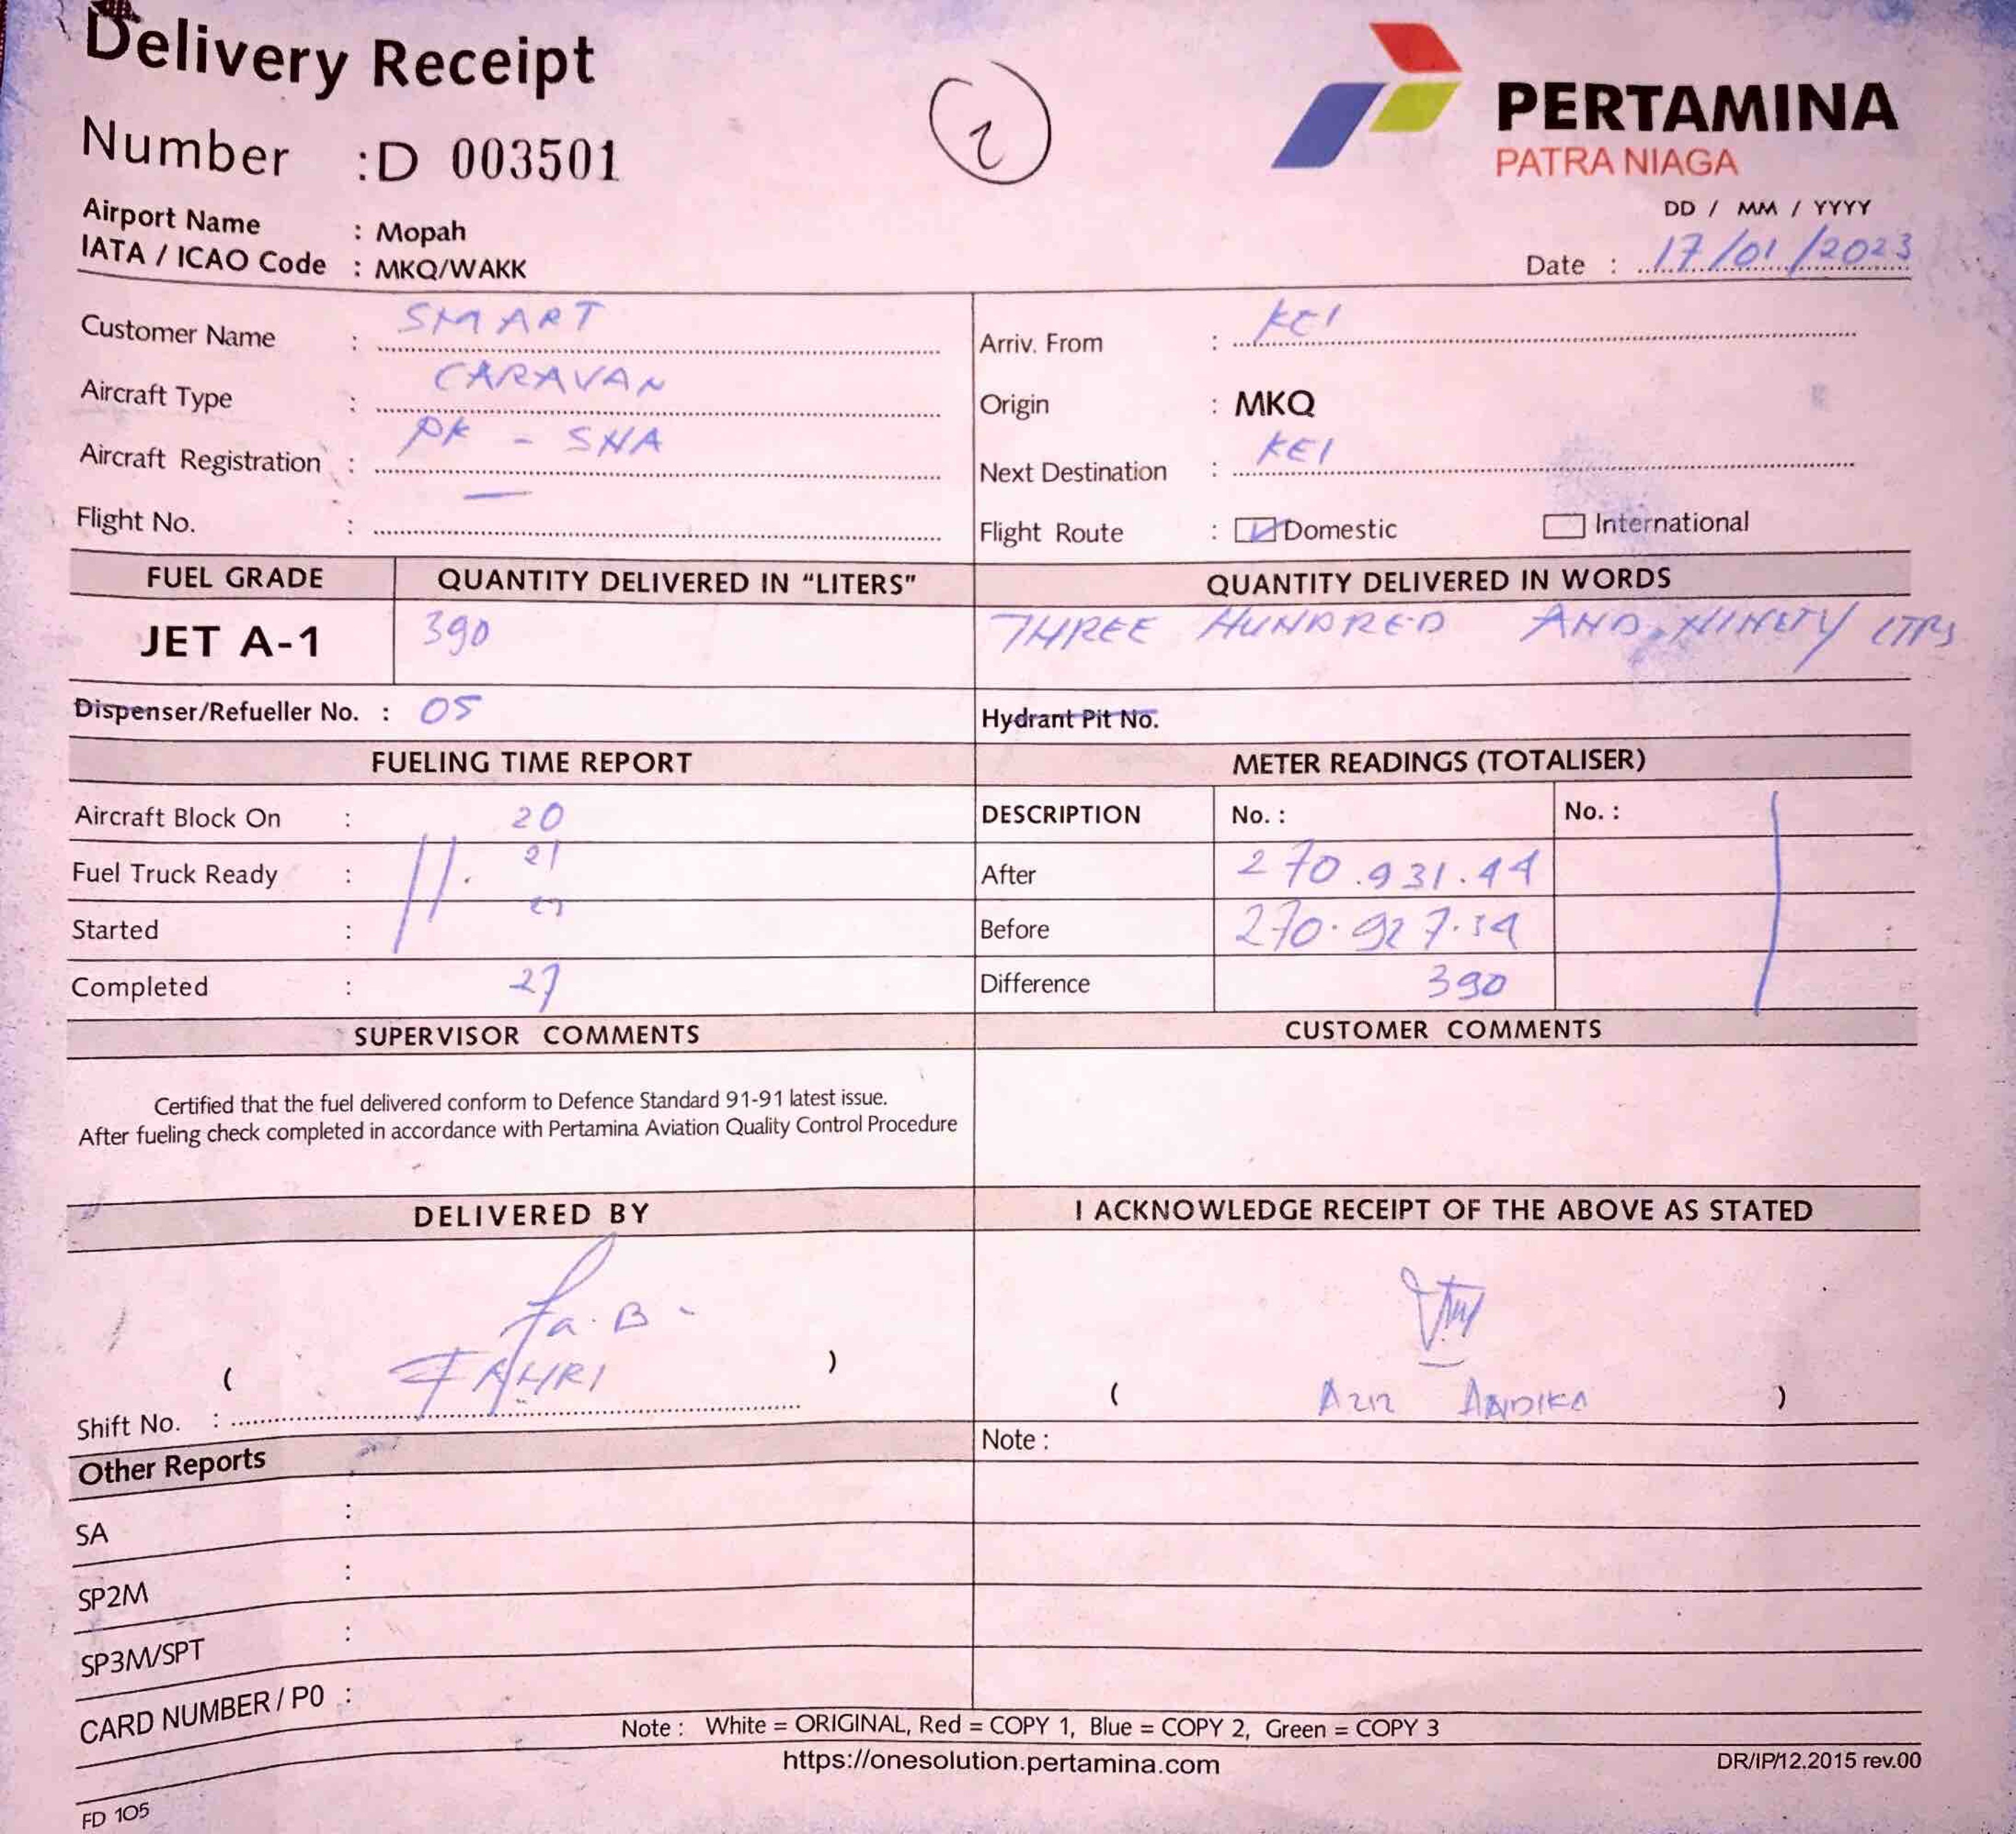 Delivery Receipt
Number : D 003501
2
PERTAMINA
PATRA NIAGA
Airport Name : Mopah
IATA / ICAO Code : MKQ/WAKK
DD / MM / YYYY
Date : 17/01/2023
Customer Name : SMART
Arriv. From : KEI
Aircraft Type : CARAVAN
Origin : MKQ
Aircraft Registration : PK - SNA
Next Destination : KEI
Flight No. : —
Flight Route : Domestic International
FUEL GRADE QUANTITY DELIVERED IN "LITERS" QUANTITY DELIVERED IN WORDS
JET A-1 390 THREE HUNDRED AND NINETY LTRS
Dispenser/Refueller No. : 05 Hydrant Pit No.
FUELING TIME REPORT METER READINGS (TOTALISER)
Aircraft Block On : 20 DESCRIPTION No. : No. :
Fuel Truck Ready : 11. 21 After 270.931.44
Started : Before
Completed : 27 Difference 390
SUPERVISOR COMMENTS CUSTOMER COMMENTS
Certified that the fuel delivered conform to Defence Standard 91-91 latest issue.
After fueling check completed in accordance with Pertamina Aviation Quality Control Procedure
DELIVERED BY I ACKNOWLEDGE RECEIPT OF THE ABOVE AS STATED
( FAHRI ) ( AZIZ ANDIKA )
Shift No. :
Note :
Other Reports
SA :
SP2M :
SP3M/SPT :
CARD NUMBER / P0 :
Note : White = ORIGINAL, Red = COPY 1, Blue = COPY 2, Green = COPY 3
https://onesolution.pertamina.com
DR/IP/12.2015 rev.00
FD 105